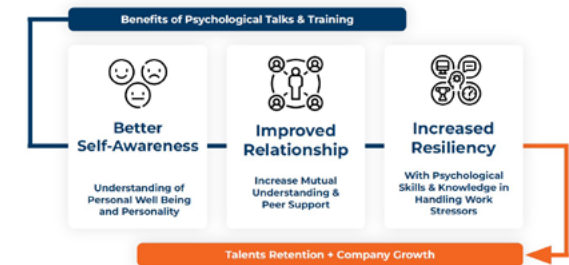 Benefits of Psychological Talks & Training
Better
Self-Awareness
Understanding of
Personal Well Being
and Personality
Improved
Relationship
Increase Mutual
Understanding &
Peer Support
Increased
Resiliency
With Psychological
Skills & Knowledge in
Handling Work
Stressors
Talents Retention + Company Growth